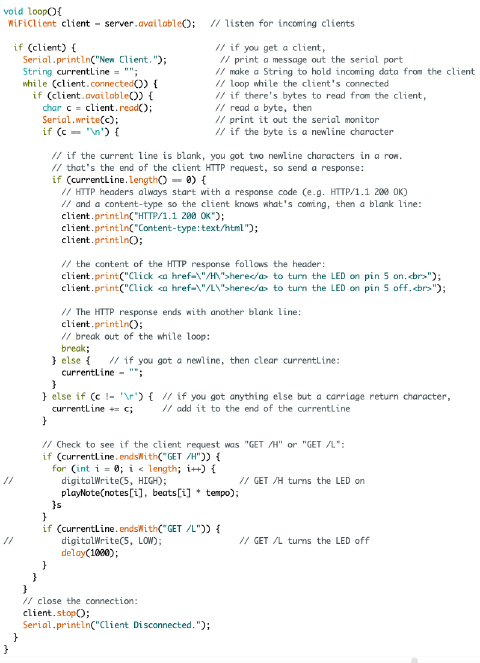 void loop(){
 WiFiClient client = server.available();   // listen for incoming clients

  if (client) {                             // if you get a client,
    Serial.println("New Client.");           // print a message out the serial port
    String currentLine = "";                // make a String to hold incoming data from the client
    while (client.connected()) {            // loop while the client's connected
      if (client.available()) {             // if there's bytes to read from the client,
        char c = client.read();             // read a byte, then
        Serial.write(c);                    // print it out the serial monitor
        if (c == '\n') {                    // if the byte is a newline character

          // if the current line is blank, you got two newline characters in a row.
          // that's the end of the client HTTP request, so send a response:
          if (currentLine.length() == 0) {
            // HTTP headers always start with a response code (e.g. HTTP/1.1 200 OK)
            // and a content-type so the client knows what's coming, then a blank line:
            client.println("HTTP/1.1 200 OK");
            client.println("Content-type:text/html");
            client.println();

            // the content of the HTTP response follows the header:
            client.print("Click <a href=\"/H\">here</a> to turn the LED on pin 5 on.<br>");
            client.print("Click <a href=\"/L\">here</a> to turn the LED on pin 5 off.<br>");

            // The HTTP response ends with another blank line:
            client.println();
            // break out of the while loop:
            break;
          } else {    // if you got a newline, then clear currentLine:
            currentLine = "";
          }
        } else if (c != '\r') {  // if you got anything else but a carriage return character,
          currentLine += c;      // add it to the end of the currentLine
        }

        // Check to see if the client request was "GET /H" or "GET /L":
        if (currentLine.endsWith("GET /H")) {
          for (int i = 0; i < length; i++) {
//          digitalWrite(5, HIGH);               // GET /H turns the LED on
            playNote(notes[i], beats[i] * tempo);
          }s
        }
        if (currentLine.endsWith("GET /L")) {
//          digitalWrite(5, LOW);                // GET /L turns the LED off
            delay(1000);
        }
      }
    }
    // close the connection:
    client.stop();
    Serial.println("Client Disconnected.");
  }
}